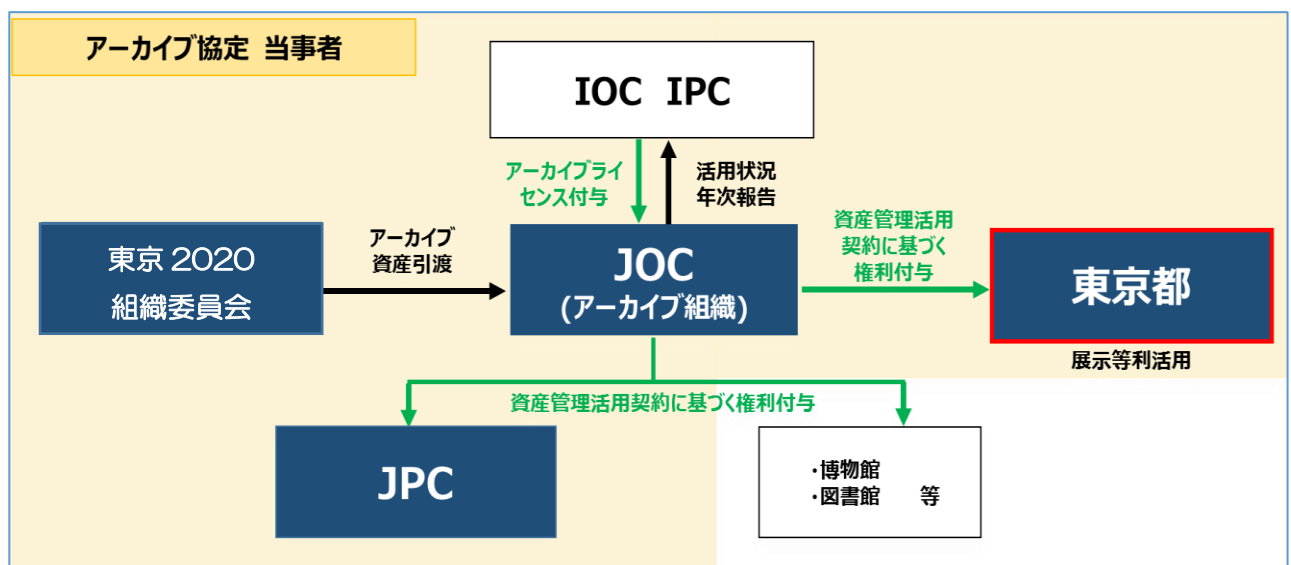 アーカイブ協定 当事者
IOC IPC
アーカイブライ
センス付与
活用状況
年次報告
東京2020
組織委員会
アーカイブ
資産引渡
JOC
(アーカイブ組織)
資産管理活用
契約に基づく
権利付与
東京都
展示等利活用
資産管理活用契約に基づく権利付与
JPC
・博物館
・図書館 等